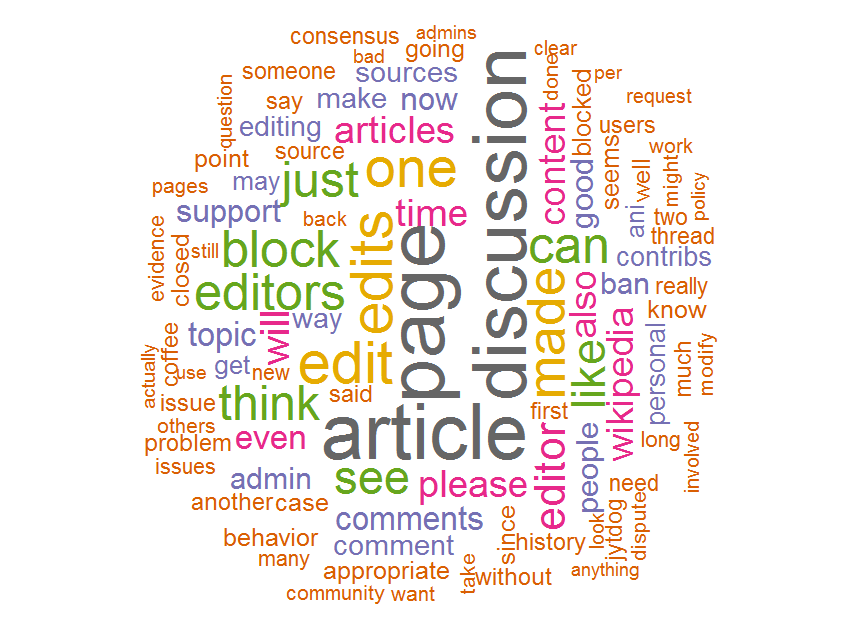 admins
consensus
going
clear
bad
someone
sources
done
per
question
say
make
now
request
editing
articles
content
blocked
users
point
source
one
discussion
seems
work
pages
may
just
good
well
might
policy
support
back
time
ani
two
thread
evidence
closed
still
block
edits
page
can
contribs
editors
made
also
ban
really
topic
will
way
wikipedia
personal
know
actually
coffee
use
get
new
edit
like
much
modify
issue
think
said
first
others
problem
even
article
editor
people
long
involved
issues
admin
see
please
need
another
case
comments
since
look
jytdog
disputed
behavior
comment
history
many
appropriate
take
without
anything
community
want